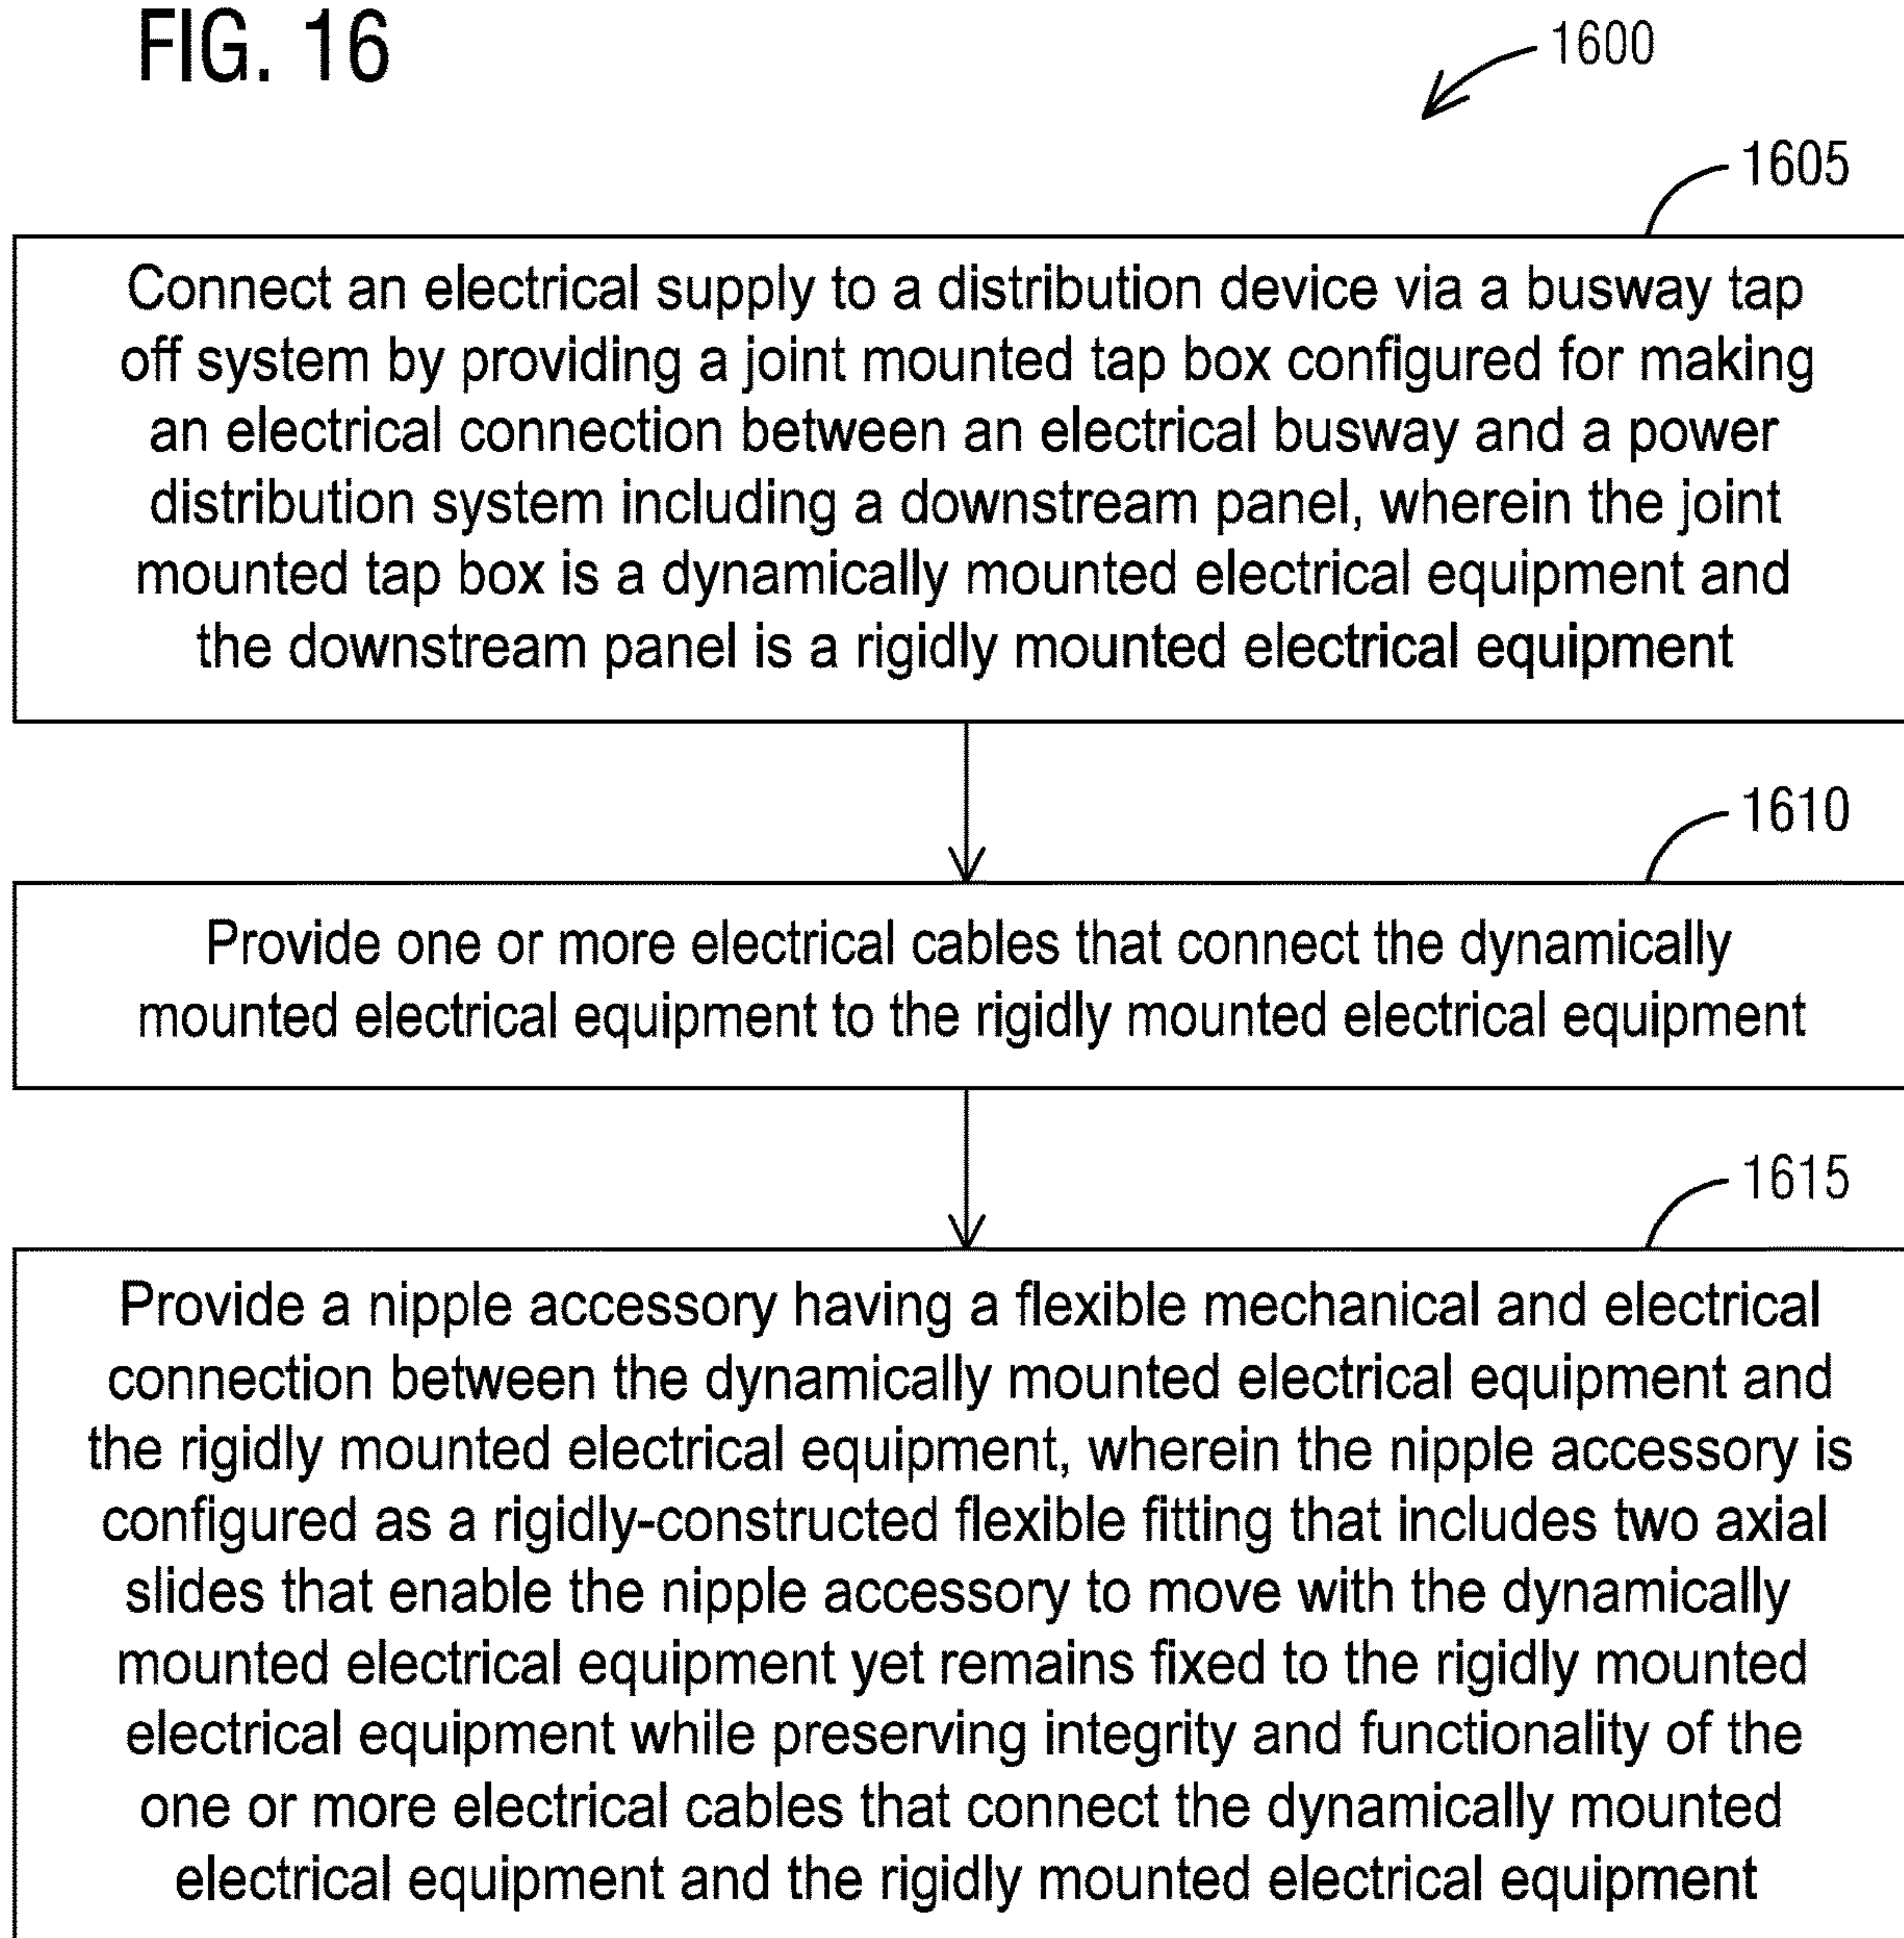 FIG. 16
1600
1605
Connect an electrical supply to a distribution device via a busway tap
off system by providing a joint mounted tap box configured for making
an electrical connection between an electrical busway and a power
distribution system including a downstream panel, wherein the joint
mounted tap box is a dynamically mounted electrical equipment and
the downstream panel is a rigidly mounted electrical equipment
1610
Provide one or more electrical cables that connect the dynamically
mounted electrical equipment to the rigidly mounted electrical equipment
1615
Provide a nipple accessory having a flexible mechanical and electrical
connection between the dynamically mounted electrical equipment and
the rigidly mounted electrical equipment, wherein the nipple accessory is
configured as a rigidly-constructed flexible fitting that includes two axial
slides that enable the nipple accessory to move with the dynamically
mounted electrical equipment yet remains fixed to the rigidly mounted
electrical equipment while preserving integrity and functionality of the
one or more electrical cables that connect the dynamically mounted
electrical equipment and the rigidly mounted electrical equipment